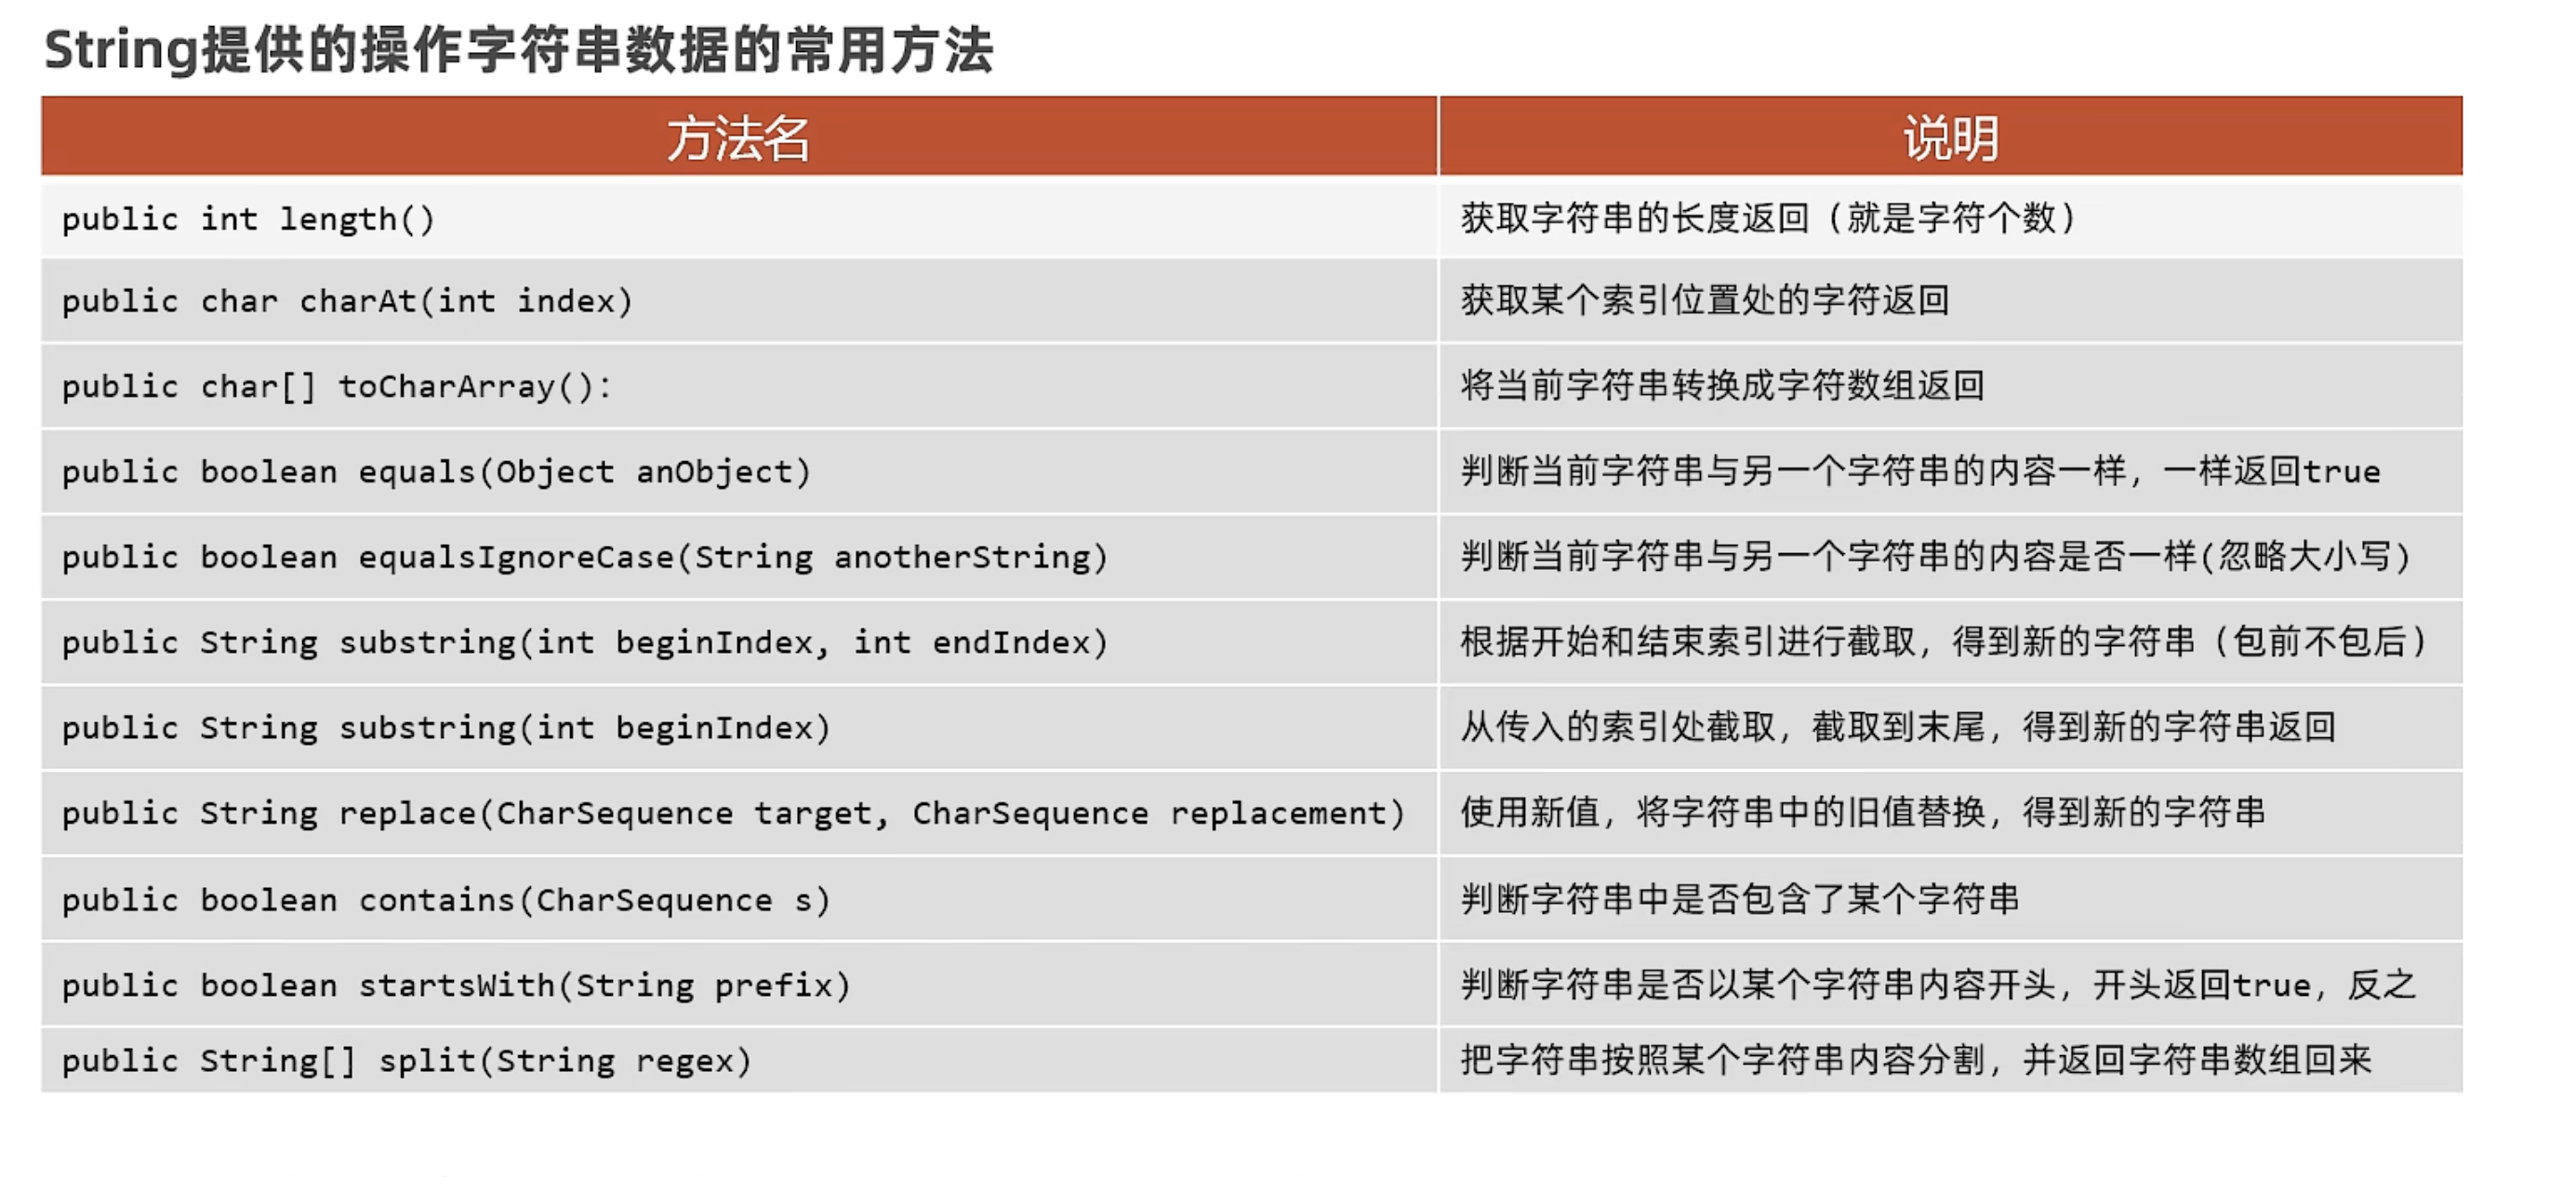 String提供的操作字符串数据的常用方法
方法名 说明
public int length() 获取字符串的长度返回（就是字符个数）
public char charAt(int index) 获取某个索引位置处的字符返回
public char[] toCharArray(): 将当前字符串转换成字符数组返回
public boolean equals(Object anObject) 判断当前字符串与另一个字符串的内容一样，一样返回true
public boolean equalsIgnoreCase(String anotherString) 判断当前字符串与另一个字符串的内容是否一样(忽略大小写)
public String substring(int beginIndex, int endIndex) 根据开始和结束索引进行截取，得到新的字符串（包前不包后）
public String substring(int beginIndex) 从传入的索引处截取，截取到末尾，得到新的字符串返回
public String replace(CharSequence target, CharSequence replacement) 使用新值，将字符串中的旧值替换，得到新的字符串
public boolean contains(CharSequence s) 判断字符串中是否包含了某个字符串
public boolean startsWith(String prefix) 判断字符串是否以某个字符串内容开头，开头返回true，反之
public String[] split(String regex) 把字符串按照某个字符串内容分割，并返回字符串数组回来